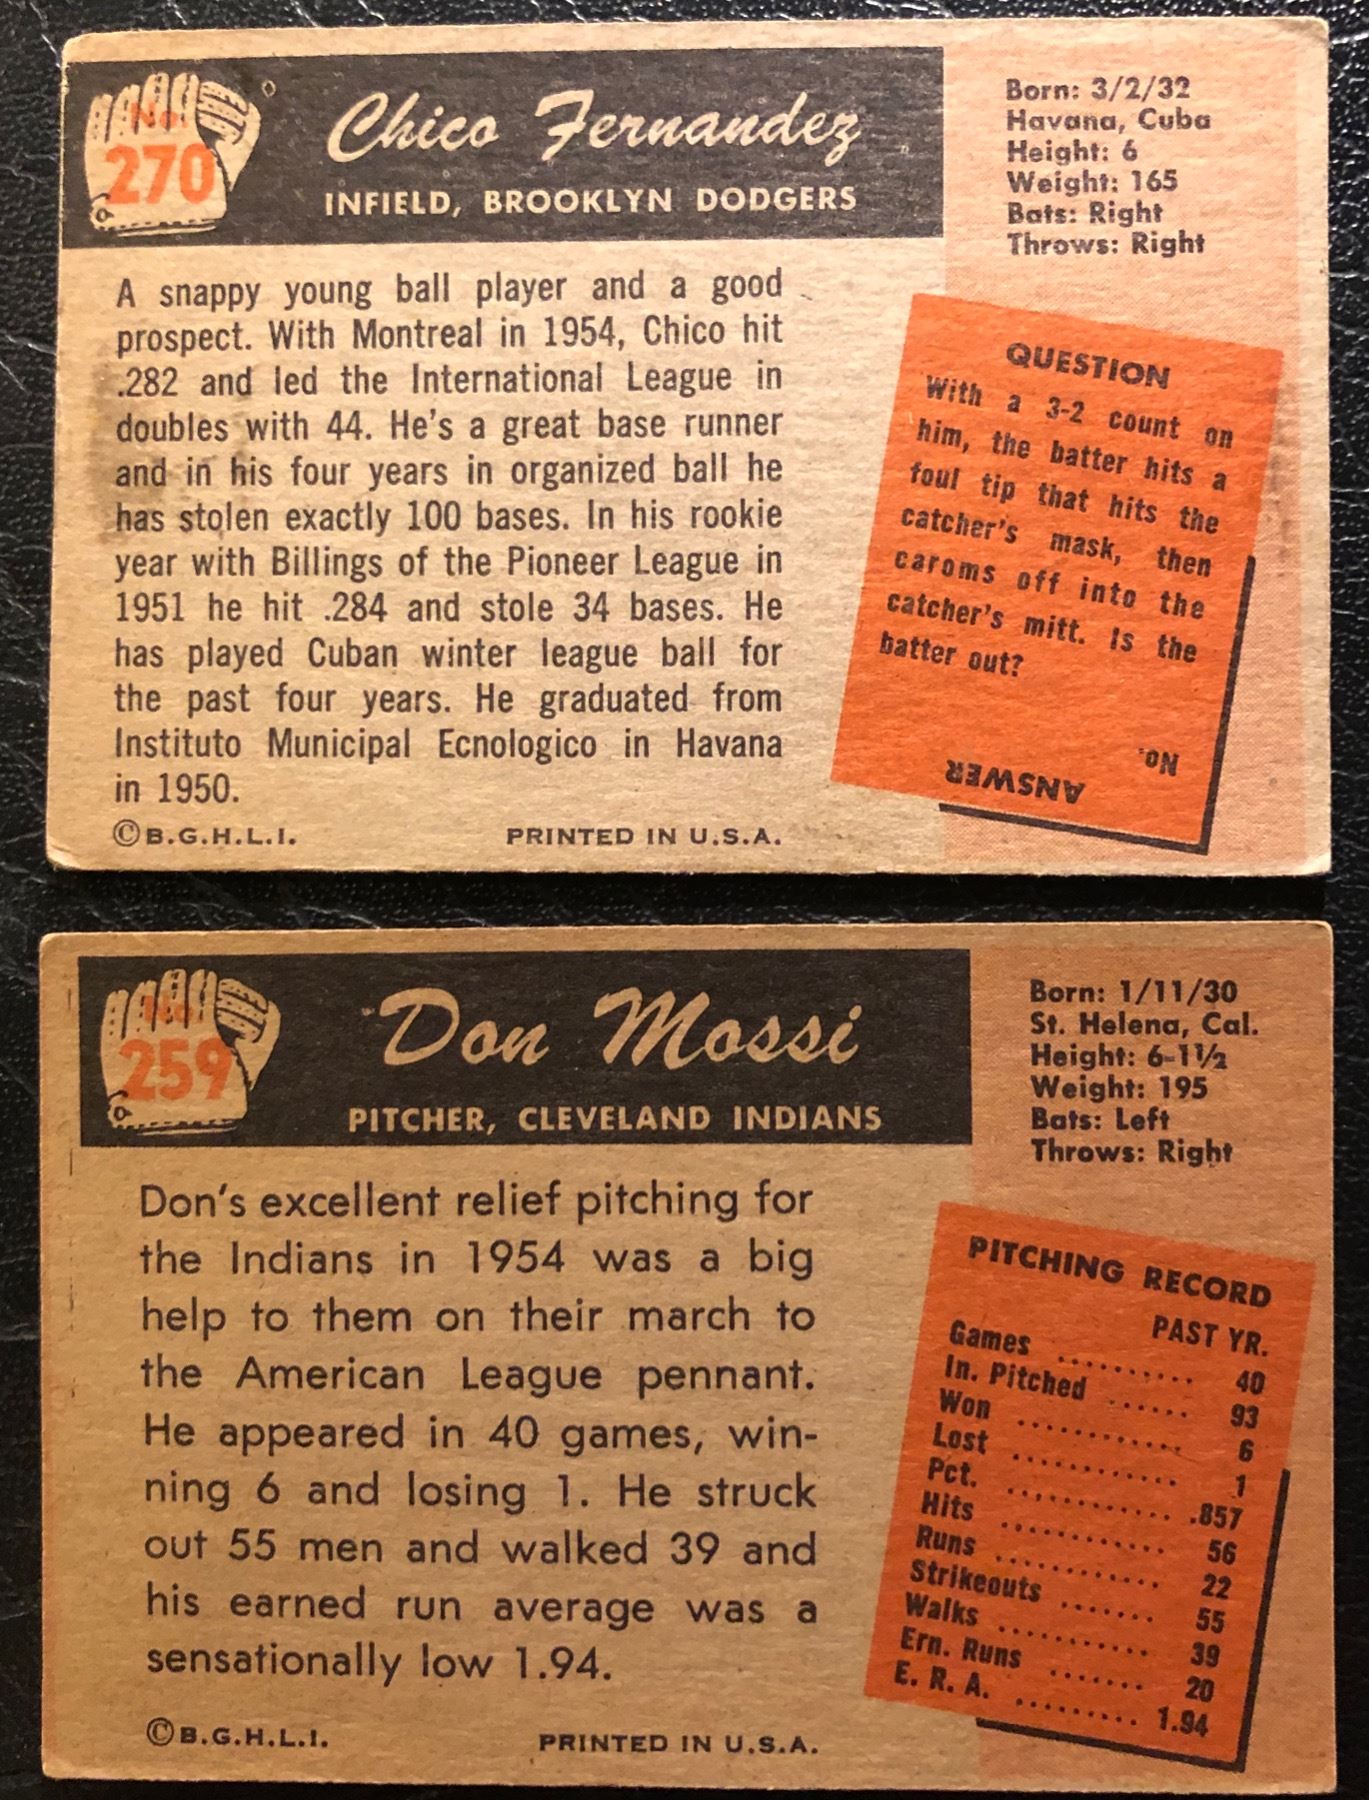 No.
270
Chico Fernandez
INFIELD, BROOKLYN DODGERS
Born: 3/2/32
Havana, Cuba
Height: 6
Weight: 165
Bats: Right
Throws: Right
A snappy young ball player and a good
prospect. With Montreal in 1954, Chico hit
.282 and led the International League in
doubles with 44. He's a great base runner
and in his four years in organized ball he
has stolen exactly 100 bases. In his rookie
year with Billings of the Pioneer League in
1951 he hit .284 and stole 34 bases. He
has played Cuban winter league ball for
the past four years. He graduated from
Instituto Municipal Ecnologico in Havana
in 1950.
©B.G.H.L.I. PRINTED IN U.S.A.
QUESTION
With a 3-2 count on
him, the batter hits a
foul tip that hits the
catcher's mask, then
caroms off into the
catcher's mitt. Is the
batter out?
ANSWER
No.
No.
259
Don Mossi
PITCHER, CLEVELAND INDIANS
Born: 1/11/30
St. Helena, Cal.
Height: 6-1½
Weight: 195
Bats: Left
Throws: Right
Don's excellent relief pitching for
the Indians in 1954 was a big
help to them on their march to
the American League pennant.
He appeared in 40 games, win-
ning 6 and losing 1. He struck
out 55 men and walked 39 and
his earned run average was a
sensationally low 1.94.
©B.G.H.L.I. PRINTED IN U.S.A.
PITCHING RECORD
PAST YR.
Games .......... 40
In. Pitched ...... 93
Won ............ 6
Lost ............ 1
Pct. ............ .857
Hits ............ 56
Runs ............ 22
Strikeouts ....... 55
Walks ........... 39
Ern. Runs ....... 20
E. R. A. ......... 1.94